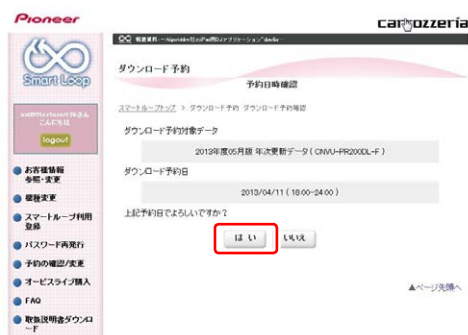 Pioneer
carrozzeria
ダウンロード予約
予約日時確認
スマートループトップ > ダウンロード予約 ダウンロード予約確認
ダウンロード予約対象データ
2013年度05月版 年次更新データ ( CNVU-PR200DL-F )
ダウンロード予約日
2013/04/11 ( 18:00-24:00 )
上記予約日でよろしいですか?
はい
いいえ
▲ページ先頭へ
Smart Loop
こんにちは
logout
お客様情報
参照・変更
機種変更
スマートループ利用
登録
パスワード再発行
予約の確認/変更
オービスライブ購入
FAQ
取扱説明書ダウンロ
ード